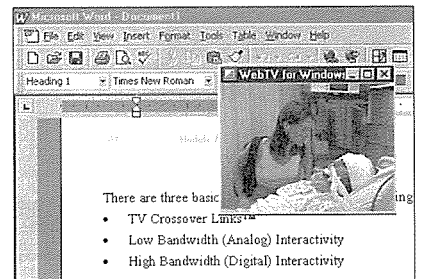 Microsoft Word - Document1
File Edit View Insert Format Tools Table Window Help
Heading 1 Times New Roman
WebTV for Windows
There are three basic
TV Crossover Links™
Low Bandwidth (Analog) Interactivity
High Bandwidth (Digital) Interactivity